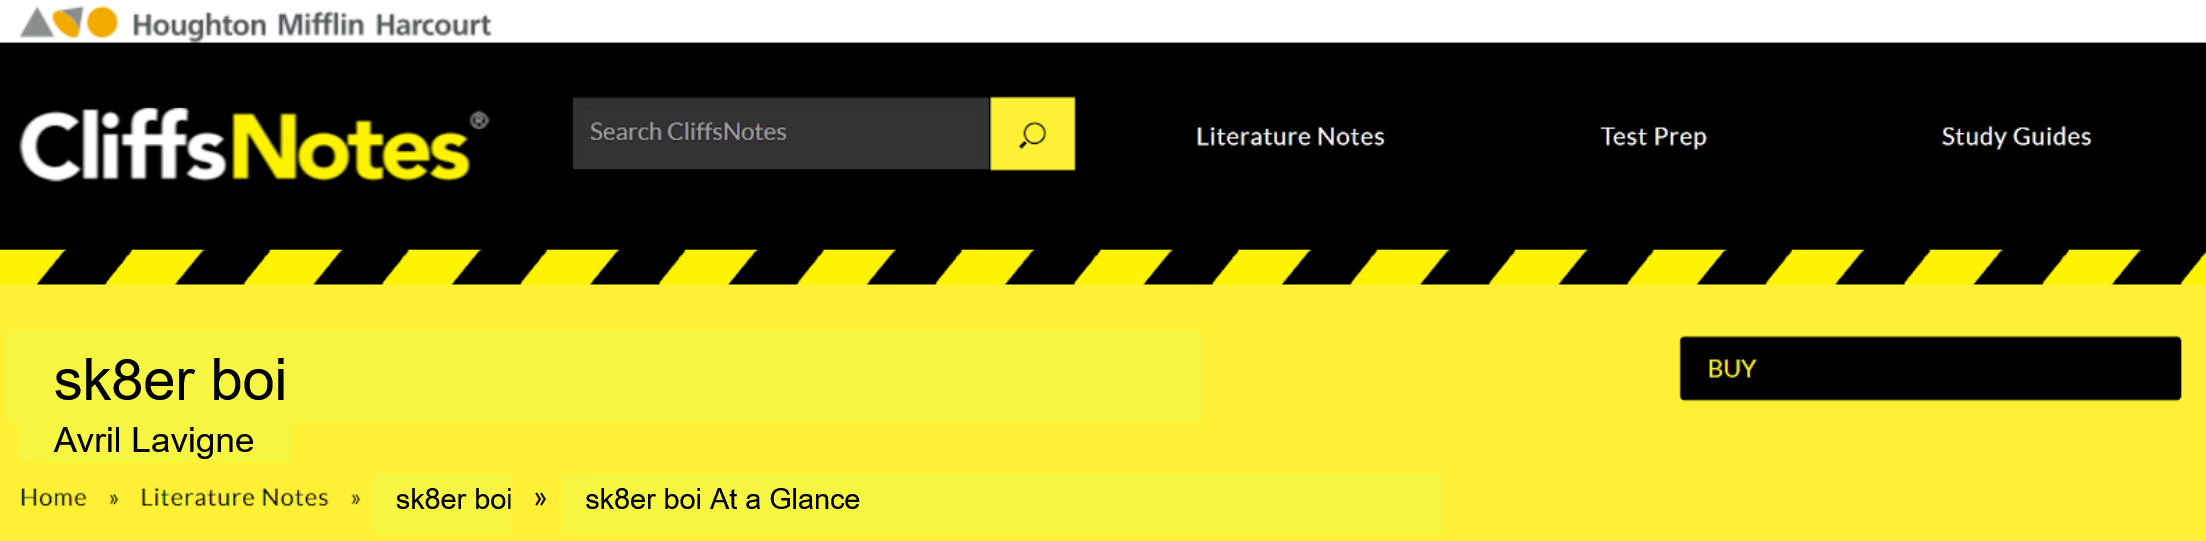 Houghton Mifflin Harcourt
CliffsNotes®
Search CliffsNotes
Literature Notes
Test Prep
Study Guides
sk8er boi
BUY
Avril Lavigne
Home » Literature Notes » sk8er boi » sk8er boi At a Glance